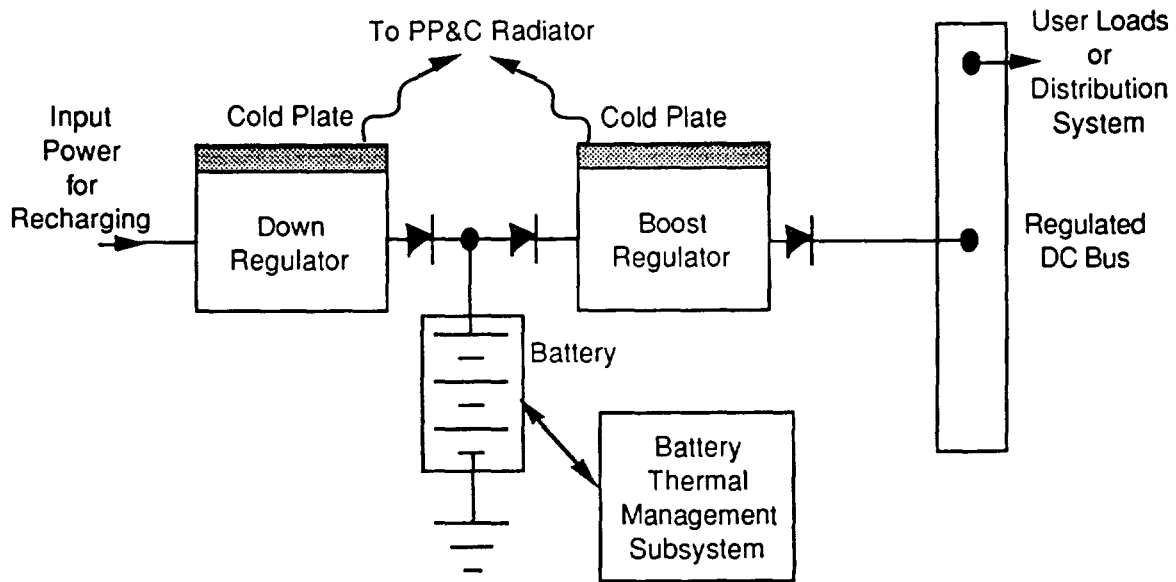 To PP&C Radiator
User Loads
or
Distribution
System
Input
Power
for
Recharging
Cold Plate
Cold Plate
Down
Regulator
Boost
Regulator
Regulated
DC Bus
Battery
Battery
Thermal
Management
Subsystem